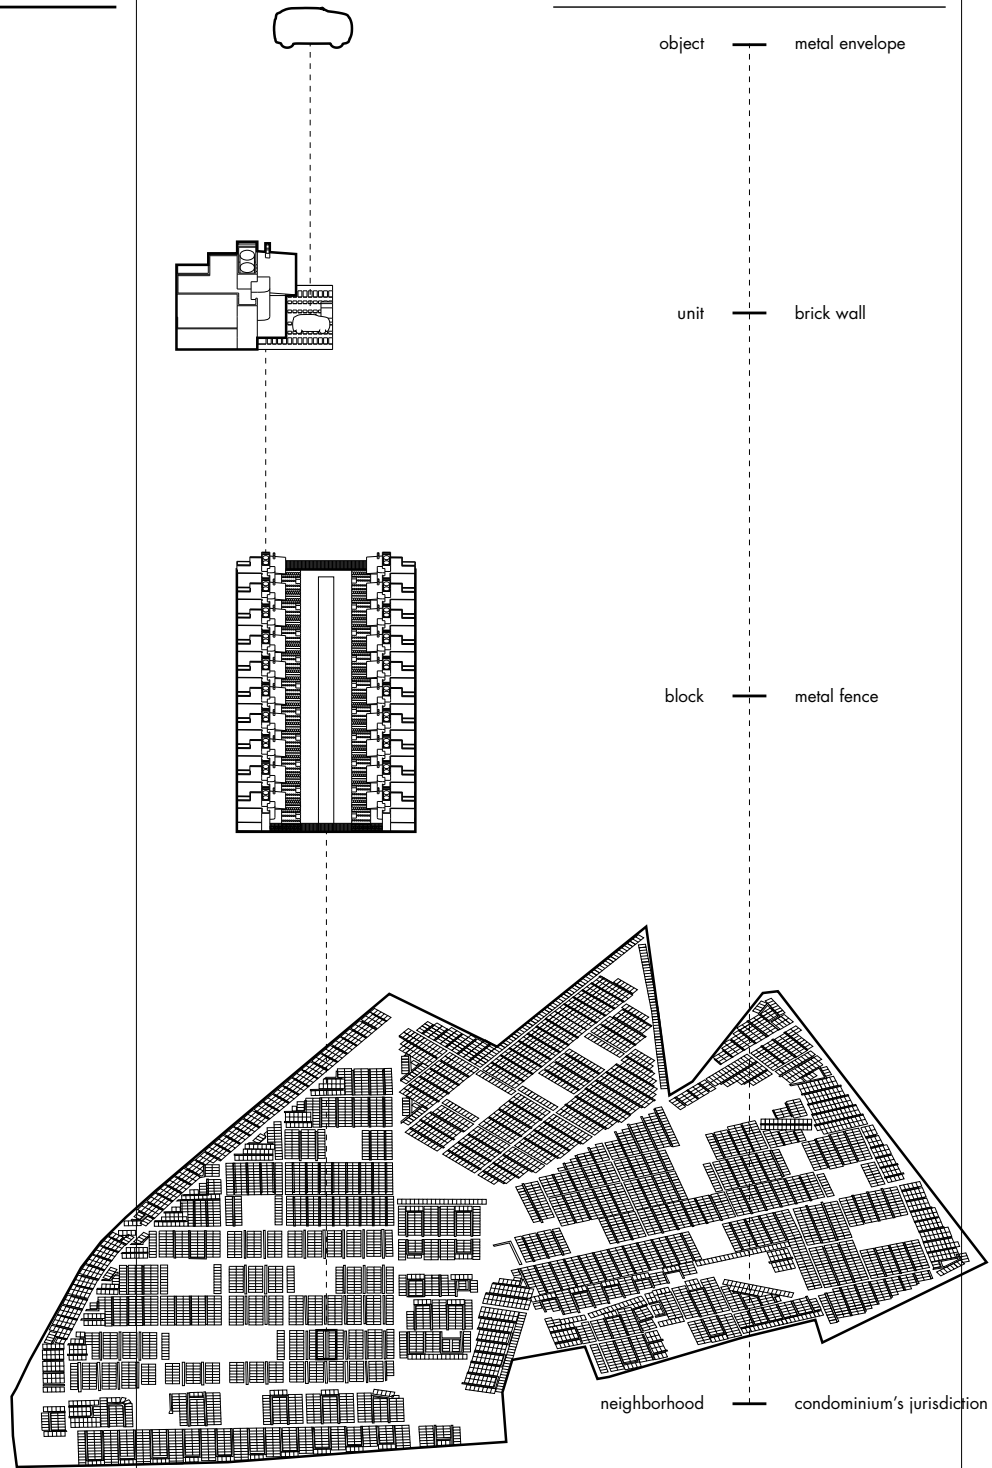 object metal envelope
unit brick wall
block metal fence
neighborhood condominium's jurisdiction